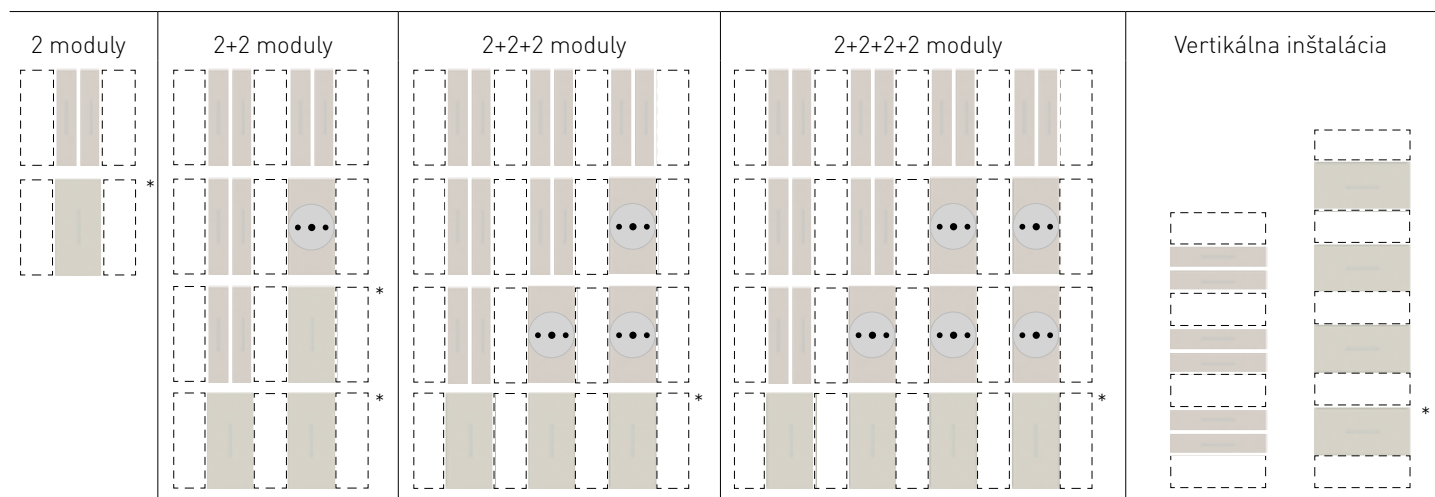 2 moduly
2+2 moduly
2+2+2 moduly
2+2+2+2 moduly
Vertikálna inštalácia
*
*
*
*
*
*